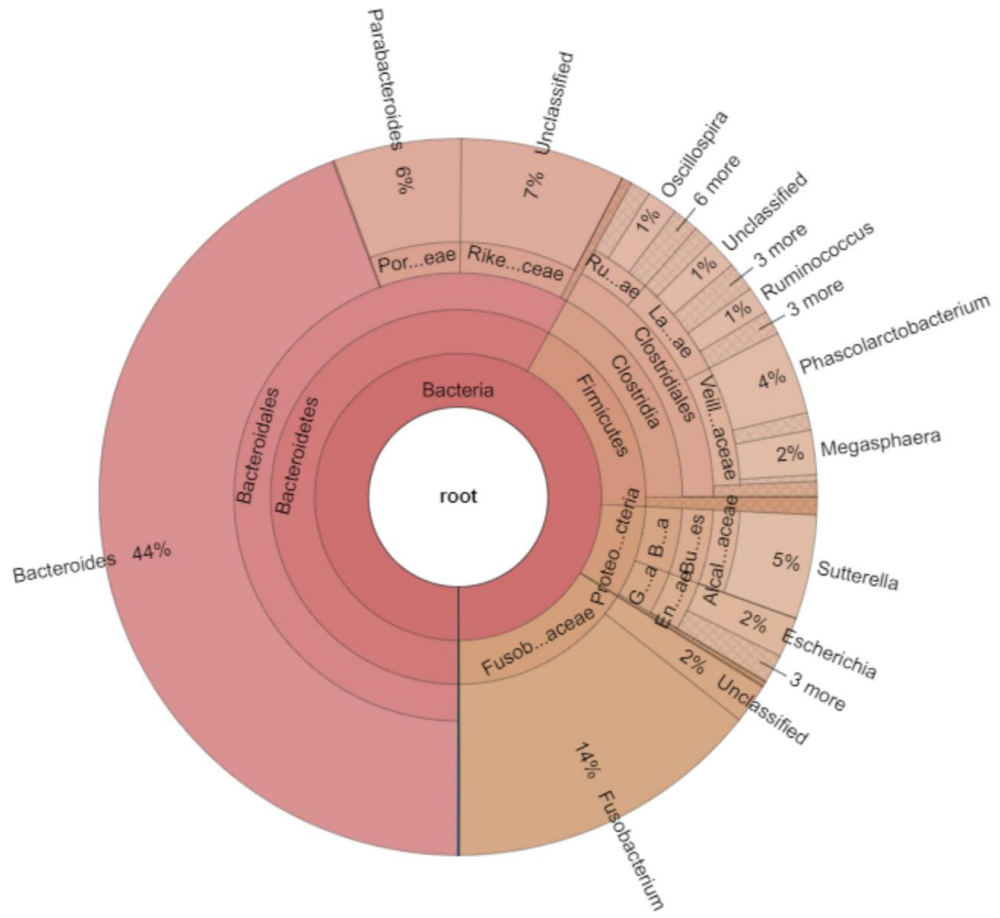 Parabacteroides 6%
Unclassified 7%
Oscillospira 1%
6 more
Unclassified 1%
3 more
Ruminococcus 1%
3 more
Phascolarctobacterium 4%
Megasphaera 2%
Sutterella 5%
Escherichia 2%
3 more
Unclassified 2%
Fusobacterium 14%
Bacteroides 44%
Por...eae
Rike...ceae
Ru...ae
La...ae
Veill...aceae
Clostridiales
Clostridia
Firmicutes
Bacteroidales
Bacteroidetes
Bacteria
root
Proteo...cteria
B...a
Bu...es
Alcal...aceae
G...a
En...ae
Fusob...aceae